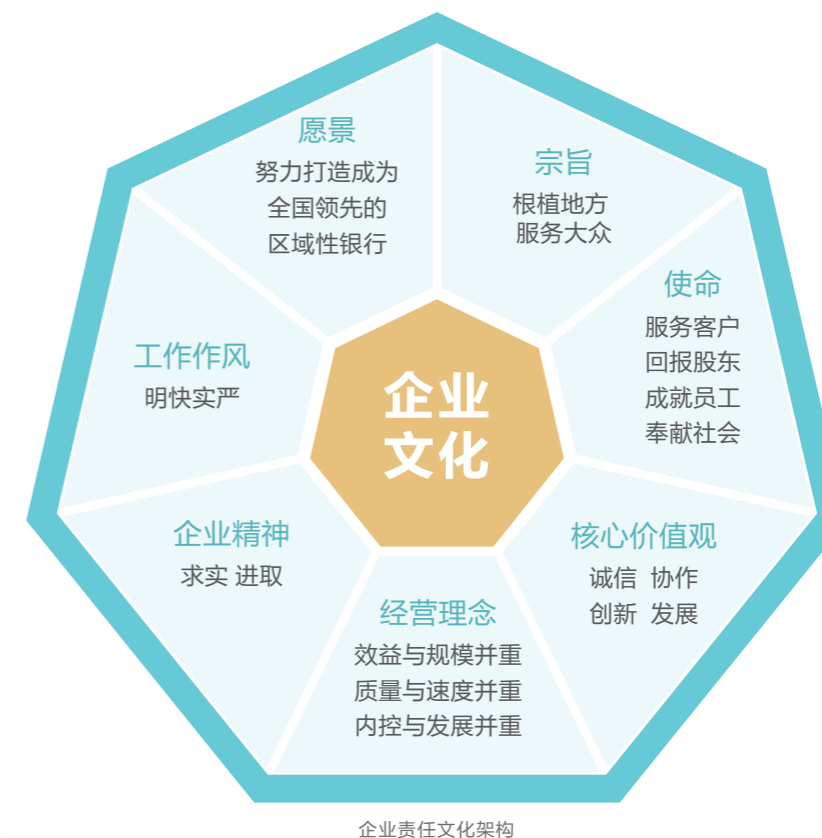 愿景
努力打造成为
全国领先的
区域性银行
宗旨
根植地方
服务大众
使命
服务客户
回报股东
成就员工
奉献社会
工作作风
明快实严
企业
文化
企业精神
求实 进取
核心价值观
诚信 协作
创新 发展
经营理念
效益与规模并重
质量与速度并重
内控与发展并重
企业责任文化架构